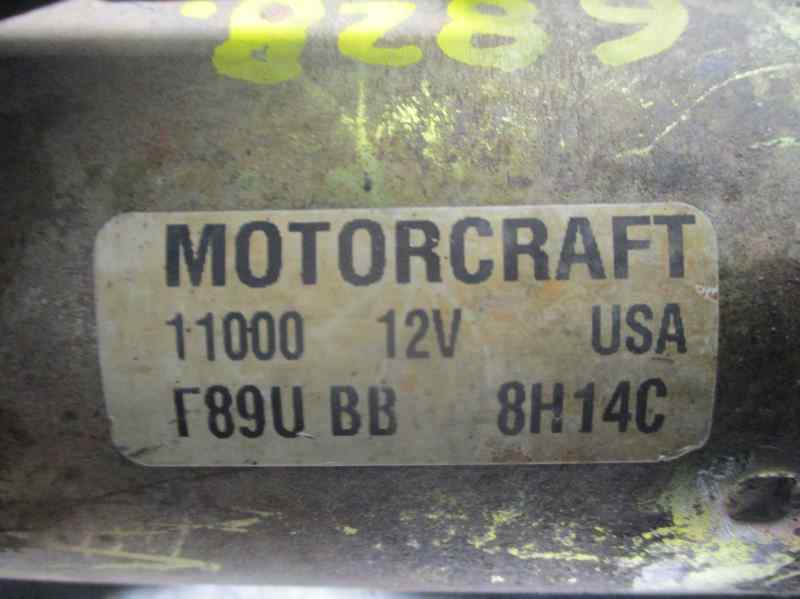 MOTORCRAFT
11000 12V USA
F89U BB 8H14C